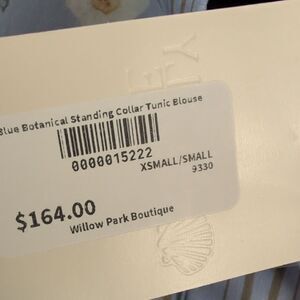 Blue Botanical Standing Collar Tunic Blouse
0000015222
XSMALL/SMALL
9330
$164.00
Willow Park Boutique